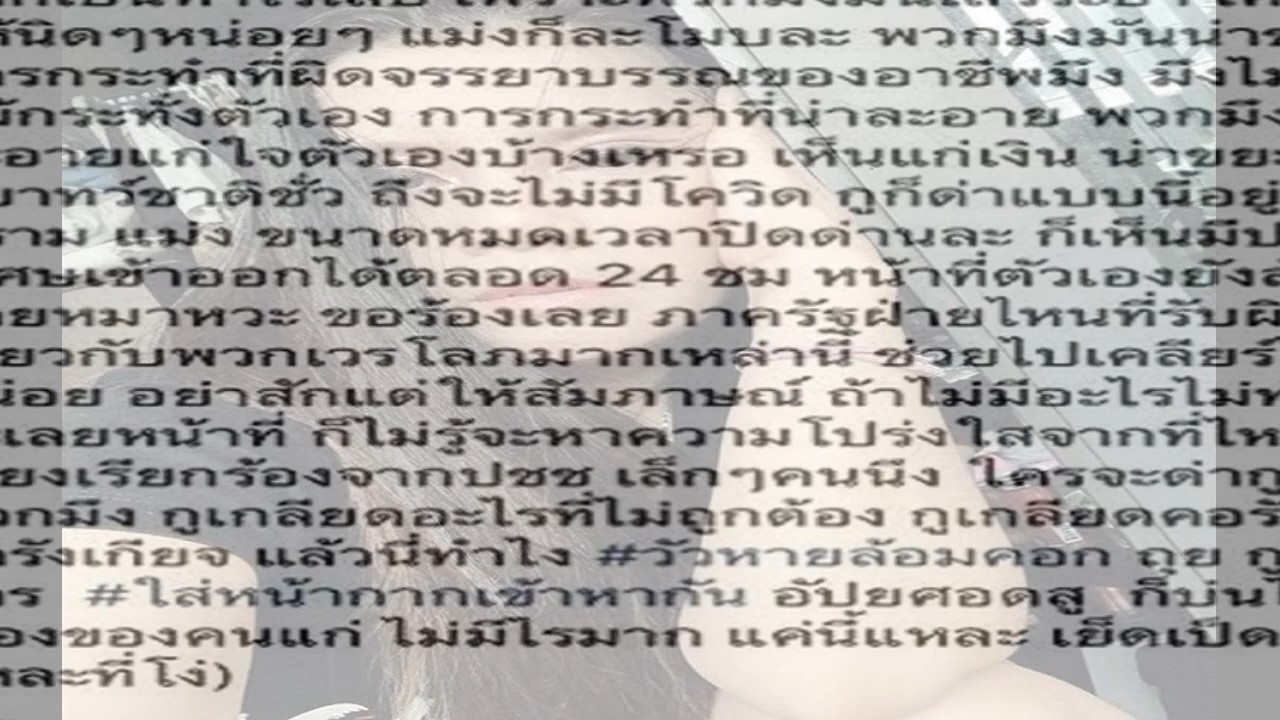 นิดๆหน่อยๆ แม่งก็ละโมบละ พวกมึงมันน่า
กระทำที่ผิดจรรยาบรรณของอาชีพมึง
กระทั่งตัวเอง การกระทำที่น่าละอาย พวกมึง
อายแก่ใจตัวเองบ้างเหรอ เห็นแก่เงิน น่าขยะ
ชาติชั่ว ถึงจะไม่มีโควิด กูก็ด่าแบบนี้อยู่
แม่ง ขนาดหมดเวลาปิดด่านละ ก็เห็นมี
เศษเข้าออกได้ตลอด 24 ชม หน้าที่ตัวเองยัง
หมาหวะ ขอร้องเลย ภาครัฐฝ่ายไหนที่รับผิ
ยวกับพวกเวรโลภมากเหล่านี้ ช่วยไปเคลียร์
น่อย อย่าสักแต่ให้สัมภาษณ์ ถ้าไม่มีอะไรไม่
เลยหน้าที่ ก็ไม่รู้จะหาความโปร่งใสจากที่ไห
ยงเรียกร้องจากปชช เล็กๆคนนึง ใครจะด่ากู
วกมึง กูเกลียดอะไรที่ไม่ถูกต้อง กูเกลียดคอรั
รังเกียจ แล้วนี่ทำไง #วัวหายล้อมคอก ถุย กู
#ใส่หน้ากากเข้าหากัน อัปยศอดสู ก็บ่นไ
องของคนแก่ ไม่มีไรมาก แค่นี้แหละ เย็ดเป็ด
หละที่โง่)